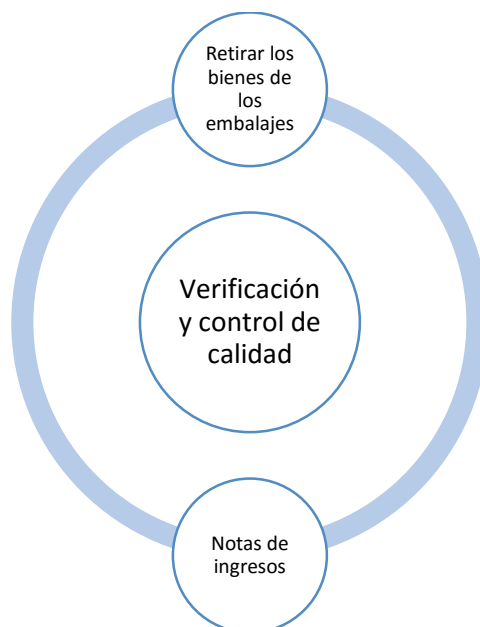 Retirar los
bienes de
los
embalajes
Verificación
y control de
calidad
Notas de
ingresos